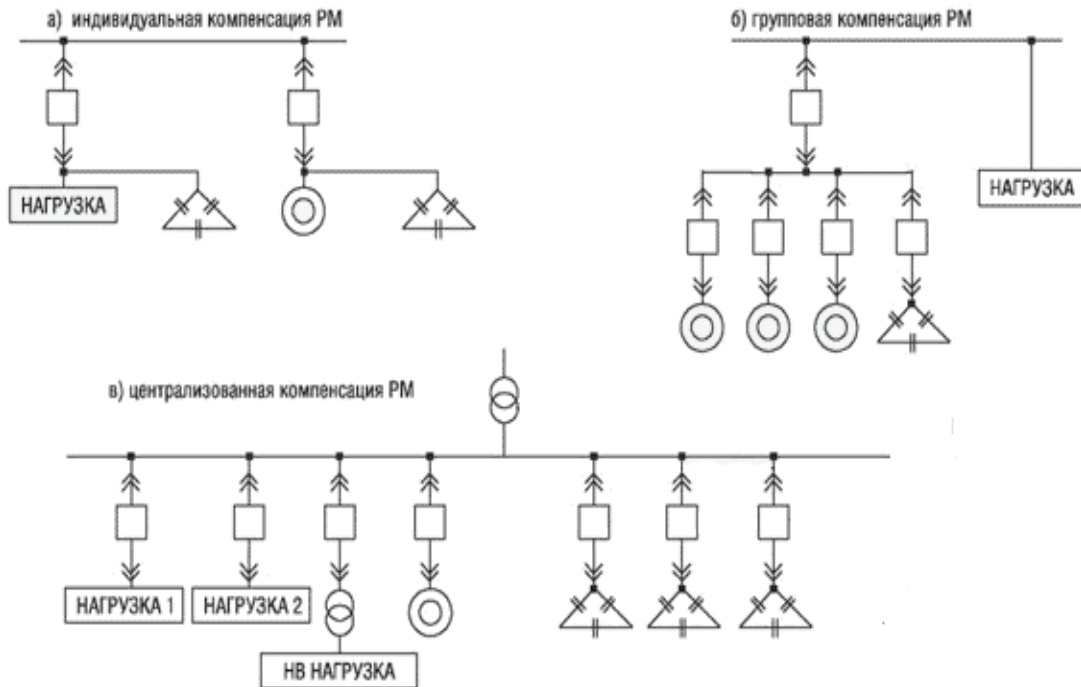 а) индивидуальная компенсация РМ
б) групповая компенсация РМ
НАГРУЗКА
НАГРУЗКА
в) централизованная компенсация РМ
НАГРУЗКА 1
НАГРУЗКА 2
НВ НАГРУЗКА